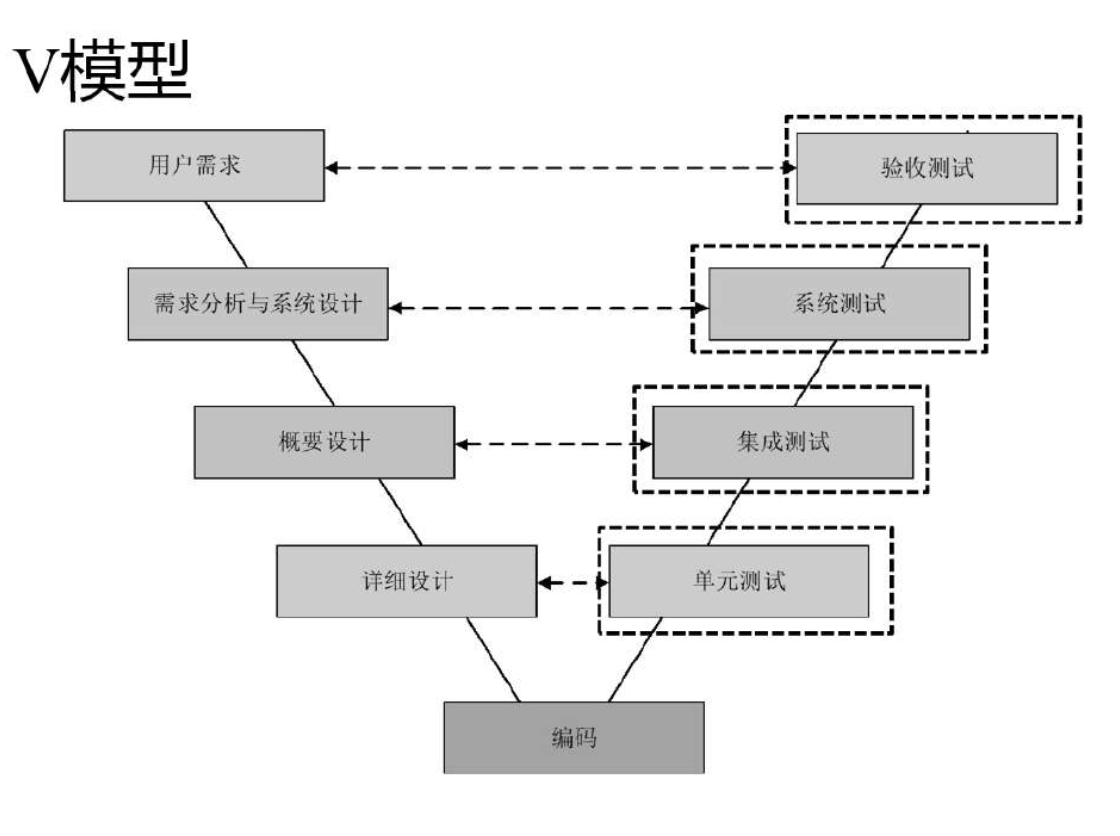 V模型
用户需求
验收测试
需求分析与系统设计
系统测试
概要设计
集成测试
详细设计
单元测试
编码